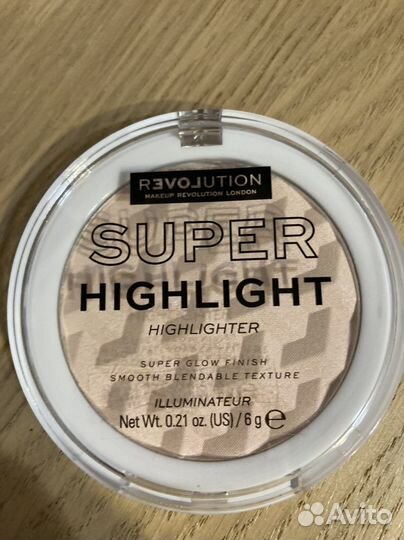 REVOLUTION
MAKEUP REVOLUTION LONDON
SUPER
HIGHLIGHT
HIGHLIGHTER
SUPER GLOW FINISH
SMOOTH BLENDABLE TEXTURE
ILLUMINATEUR
Net Wt. 0.21 oz. (US) / 6 g ℮
Avito